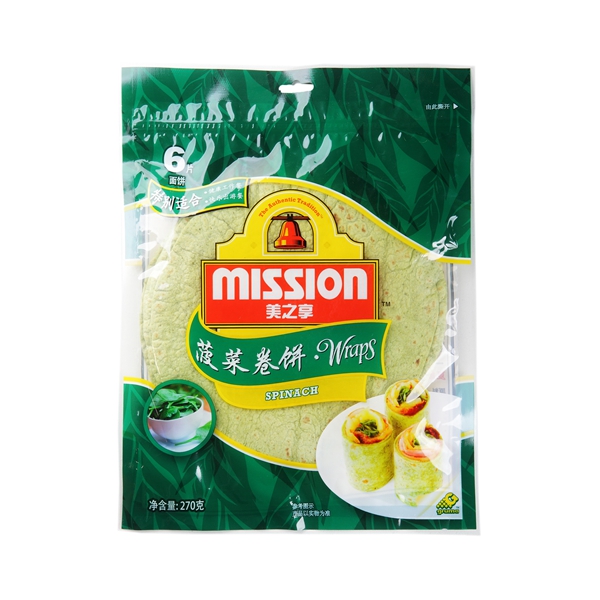 由此撕开
6片
面饼
特别适合
The Authentic Tradition
MISSION
美之享
TM
菠菜卷饼·Wraps
SPINACH
净含量: 270克
参考图示
产品以实物为准